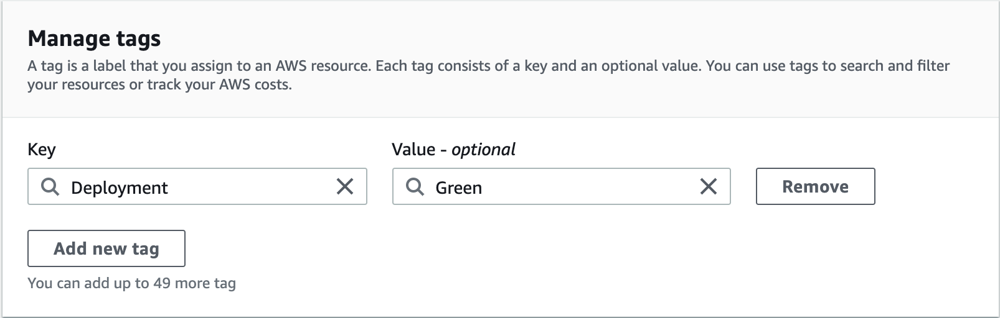 Manage tags
A tag is a label that you assign to an AWS resource. Each tag consists of a key and an optional value. You can use tags to search and filter
your resources or track your AWS costs.
Key
Value - optional
Deployment
Green
Remove
Add new tag
You can add up to 49 more tag